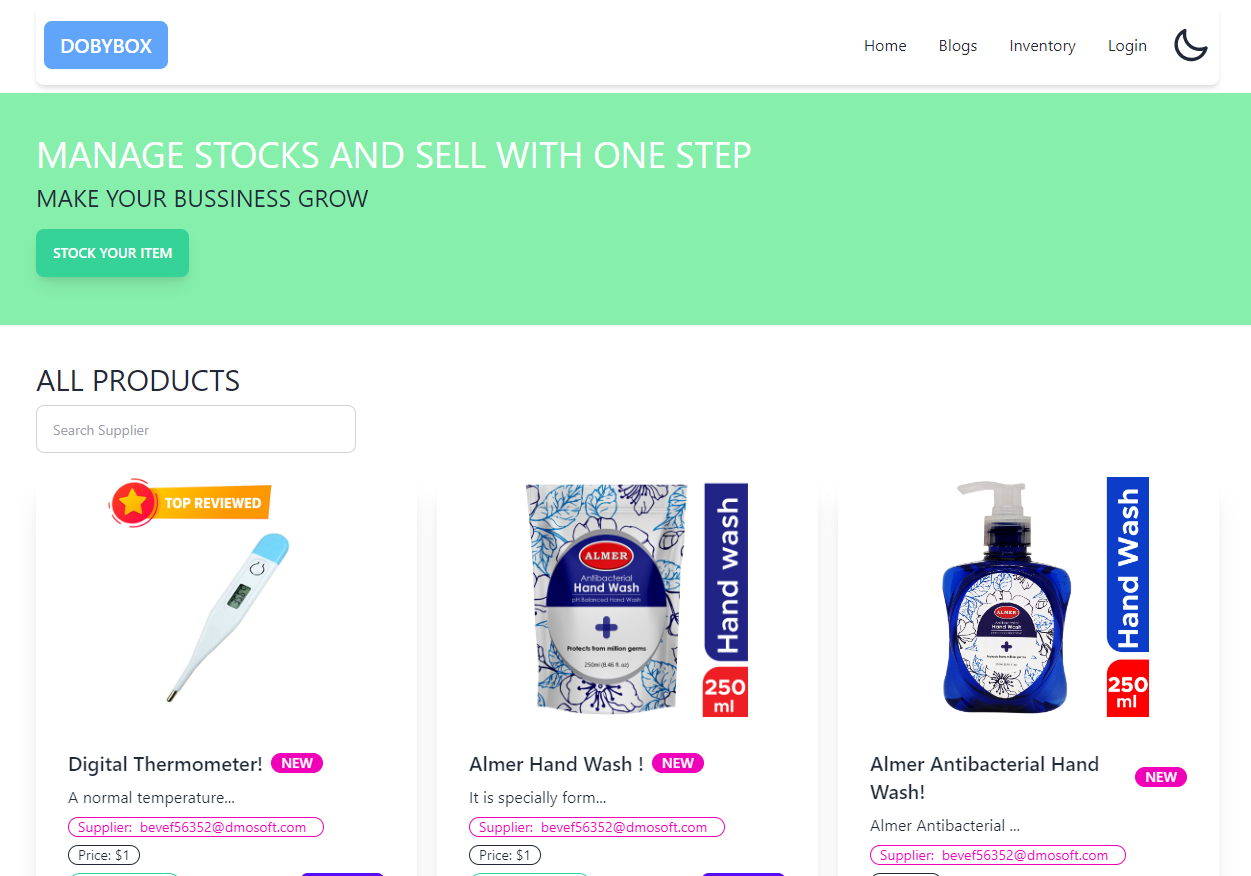 DOBYBOX
Home
Blogs
Inventory
Login
MANAGE STOCKS AND SELL WITH ONE STEP
MAKE YOUR BUSSINESS GROW
STOCK YOUR ITEM
ALL PRODUCTS
Search Supplier
TOP REVIEWED
Digital Thermometer!
NEW
A normal temperature...
Supplier: bevef56352@dmosoft.com
Price: $1
ALMER
Antibacterial
Hand Wash
pH Balanced Hand Wash
Protects from million germs
250ml (8.46 fl. oz)
Hand wash
250
ml
Almer Hand Wash !
NEW
It is specially form...
Supplier: bevef56352@dmosoft.com
Price: $1
ALMER
Hand Wash
Hand Wash
250
ml
Almer Antibacterial Hand
Wash!
NEW
Almer Antibacterial ...
Supplier: bevef56352@dmosoft.com